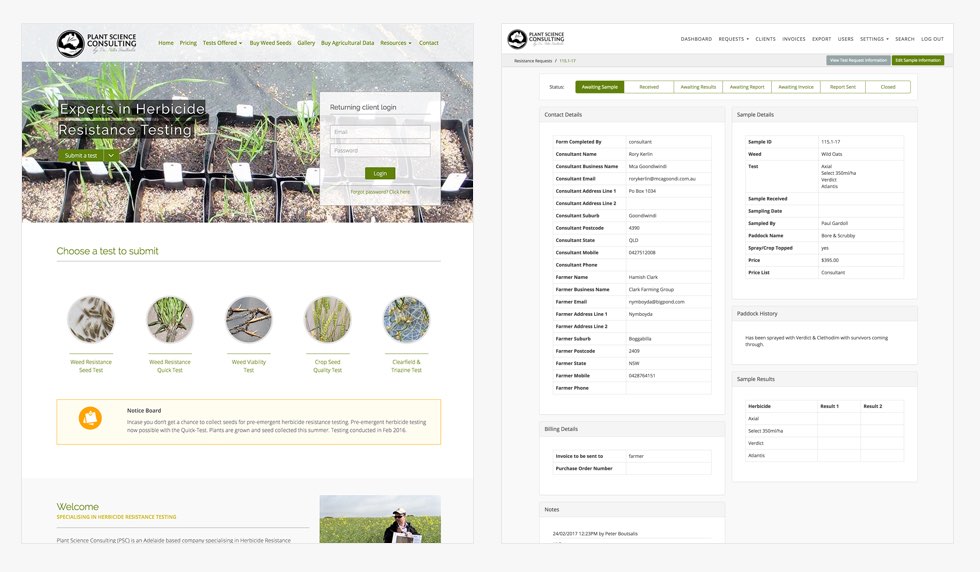 PLANT SCIENCE
CONSULTING
by Dr. Peter Boutsalis
Home Pricing Tests Offered Buy Weed Seeds Gallery Buy Agricultural Data Resources Contact
Experts in Herbicide
Resistance Testing
Submit a test
Returning client login
Email
Password
Login
Forgot password? Click here
Choose a test to submit
Weed Resistance
Seed Test
Weed Resistance
Quick Test
Weed Viability
Test
Crop Seed
Quality Test
Clearfield &
Triazine Test
Notice Board
Incase you don't get a chance to collect seeds for pre-emergent herbicide resistance testing. Pre-emergent herbicide testing
now possible with the Quick-Test. Plants are grown and seed collected this summer. Testing conducted in Feb 2016.
Welcome
SPECIALISING IN HERBICIDE RESISTANCE TESTING
Plant Science Consulting (PSC) is an Adelaide based company specialising in Herbicide Resistance
PLANT SCIENCE
CONSULTING
by Dr. Peter Boutsalis
DASHBOARD REQUESTS CLIENTS INVOICES EXPORT USERS SETTINGS SEARCH LOG OUT
Resistance Requests / 115.1-17
View Test Request Information
Edit Sample Information
Status:
Awaiting Sample
Received
Awaiting Results
Awaiting Report
Awaiting Invoice
Report Sent
Closed
Contact Details
Form Completed By consultant
Consultant Name Rory Kerlin
Consultant Business Name Mca Goondiwindi
Consultant Email rorykerlin@mcagoondi.com.au
Consultant Address Line 1 Po Box 1034
Consultant Address Line 2
Consultant Suburb Goondiwindi
Consultant Postcode 4390
Consultant State QLD
Consultant Mobile 0427512008
Consultant Phone
Farmer Name Hamish Clark
Farmer Business Name Clark Farming Group
Farmer Email nymboyda@bigpond.com
Farmer Address Line 1 Nymboyda
Farmer Address Line 2
Farmer Suburb Boggabilla
Farmer Postcode 2409
Farmer State NSW
Farmer Mobile 0428764151
Farmer Phone
Billing Details
Invoice to be sent to farmer
Purchase Order Number
Notes
24/02/2017 12:23PM by Peter Boutsalis
Sample Details
Sample ID 115.1-17
Weed Wild Oats
Test Axial
Select 350ml/ha
Verdict
Atlantis
Sample Received
Sampling Date
Sampled By Paul Gardoll
Paddock Name Bore & Scrubby
Spray/Crop Topped yes
Price $395.00
Price List Consultant
Paddock History
Has been sprayed with Verdict & Clethodim with survivors coming
through.
Sample Results
Herbicide Result 1 Result 2
Axial
Select 350ml/ha
Verdict
Atlantis